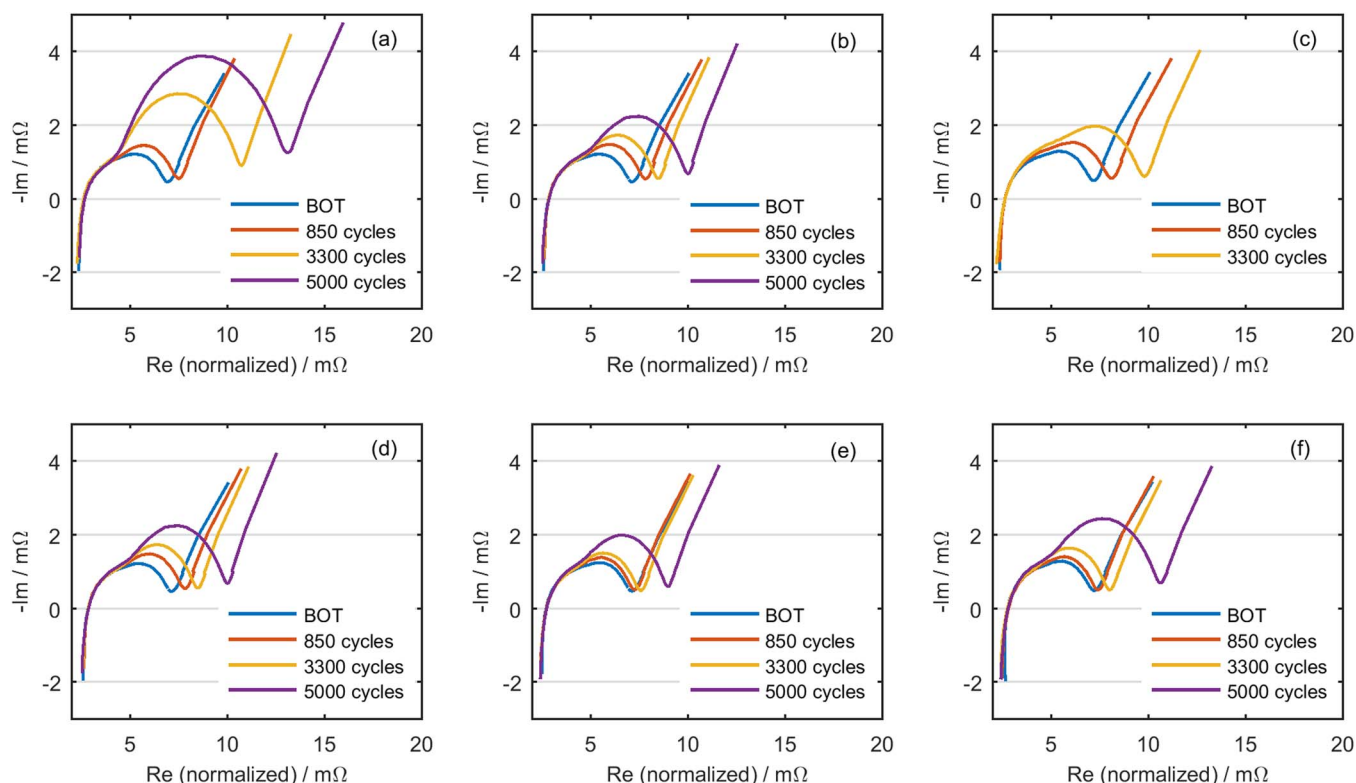 (a)
4
2
0
-2
-Im / mΩ
BOT
850 cycles
3300 cycles
5000 cycles
5 10 15 20
Re (normalized) / mΩ
(b)
4
2
0
-2
-Im / mΩ
BOT
850 cycles
3300 cycles
5000 cycles
5 10 15 20
Re (normalized) / mΩ
(c)
4
2
0
-2
-Im / mΩ
BOT
850 cycles
3300 cycles
5 10 15 20
Re (normalized) / mΩ
(d)
4
2
0
-2
-Im / mΩ
BOT
850 cycles
3300 cycles
5000 cycles
5 10 15 20
Re (normalized) / mΩ
(e)
4
2
0
-2
-Im / mΩ
BOT
850 cycles
3300 cycles
5000 cycles
5 10 15 20
Re (normalized) / mΩ
(f)
4
2
0
-2
-Im / mΩ
BOT
850 cycles
3300 cycles
5000 cycles
5 10 15 20
Re (normalized) / mΩ